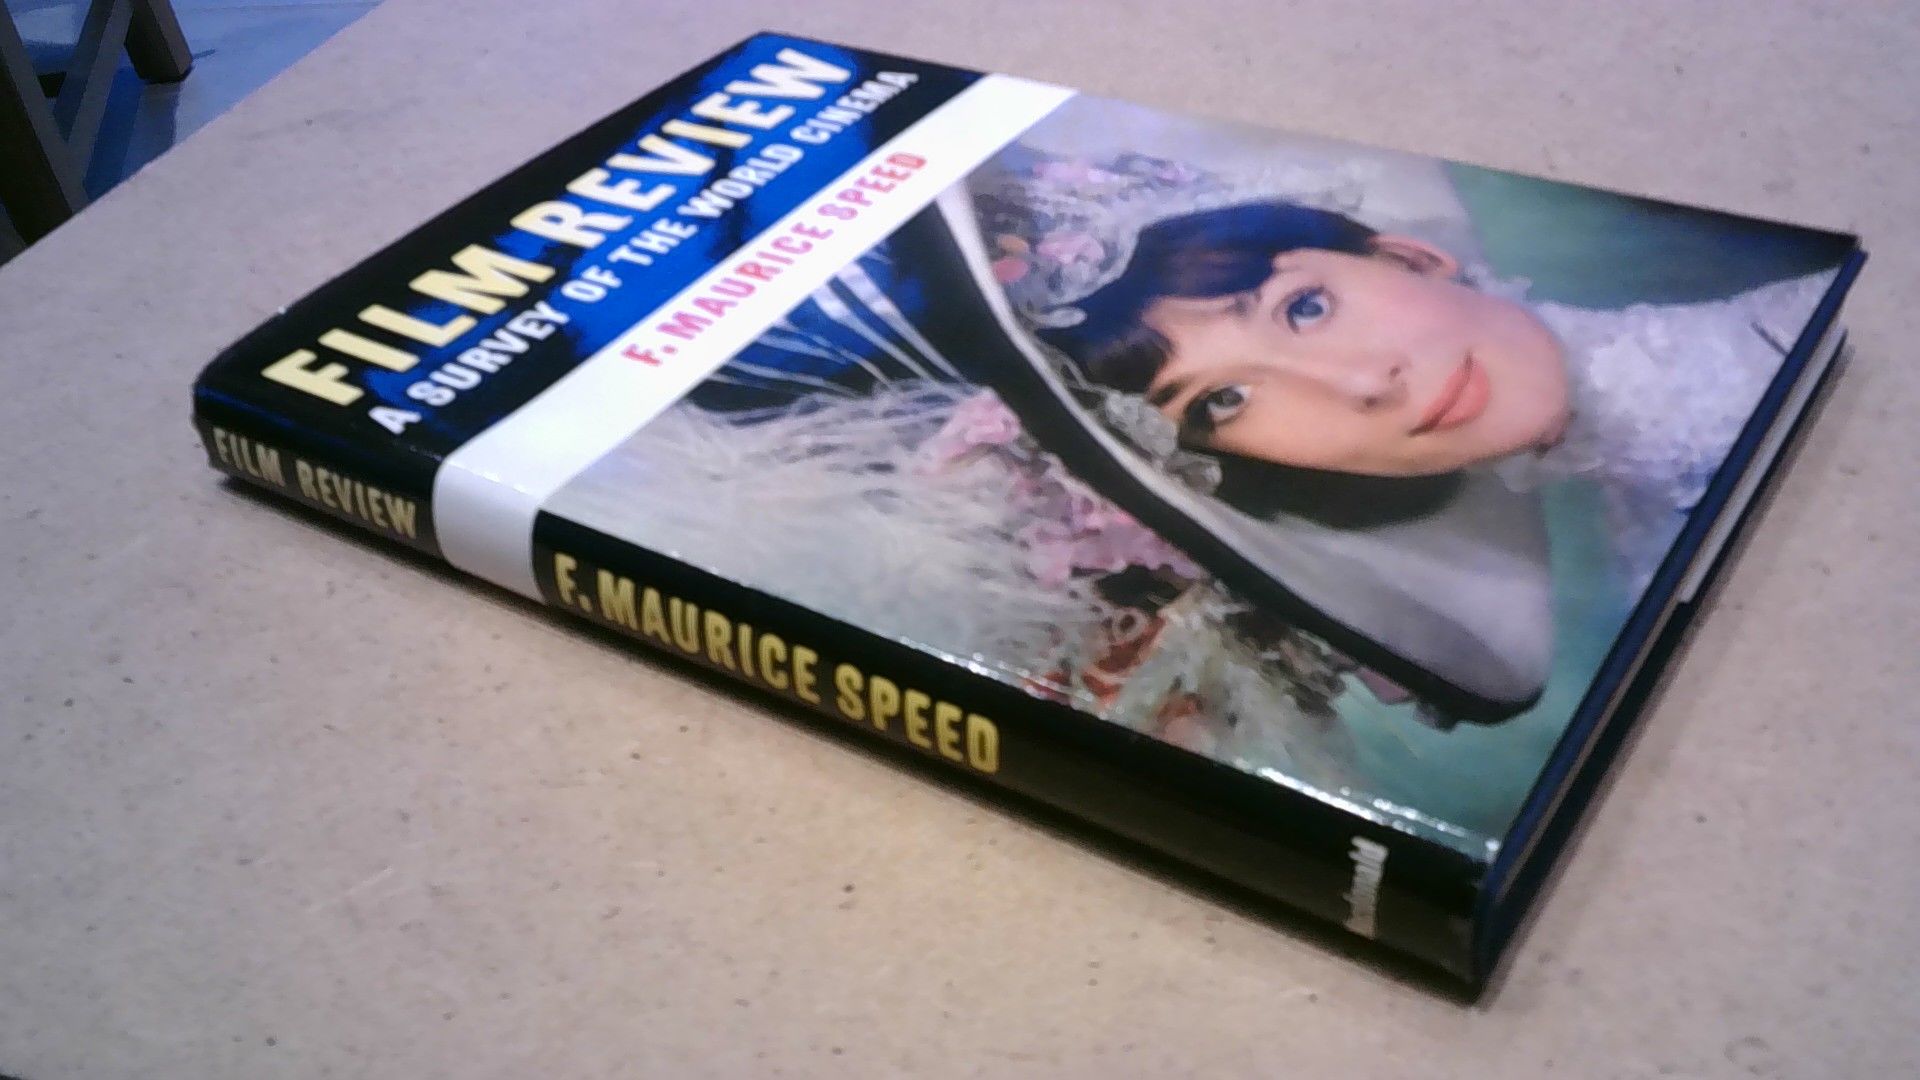 FILM REVIEW
A SURVEY OF THE WORLD CINEMA
F. MAURICE SPEED
FILM REVIEW
F. MAURICE SPEED